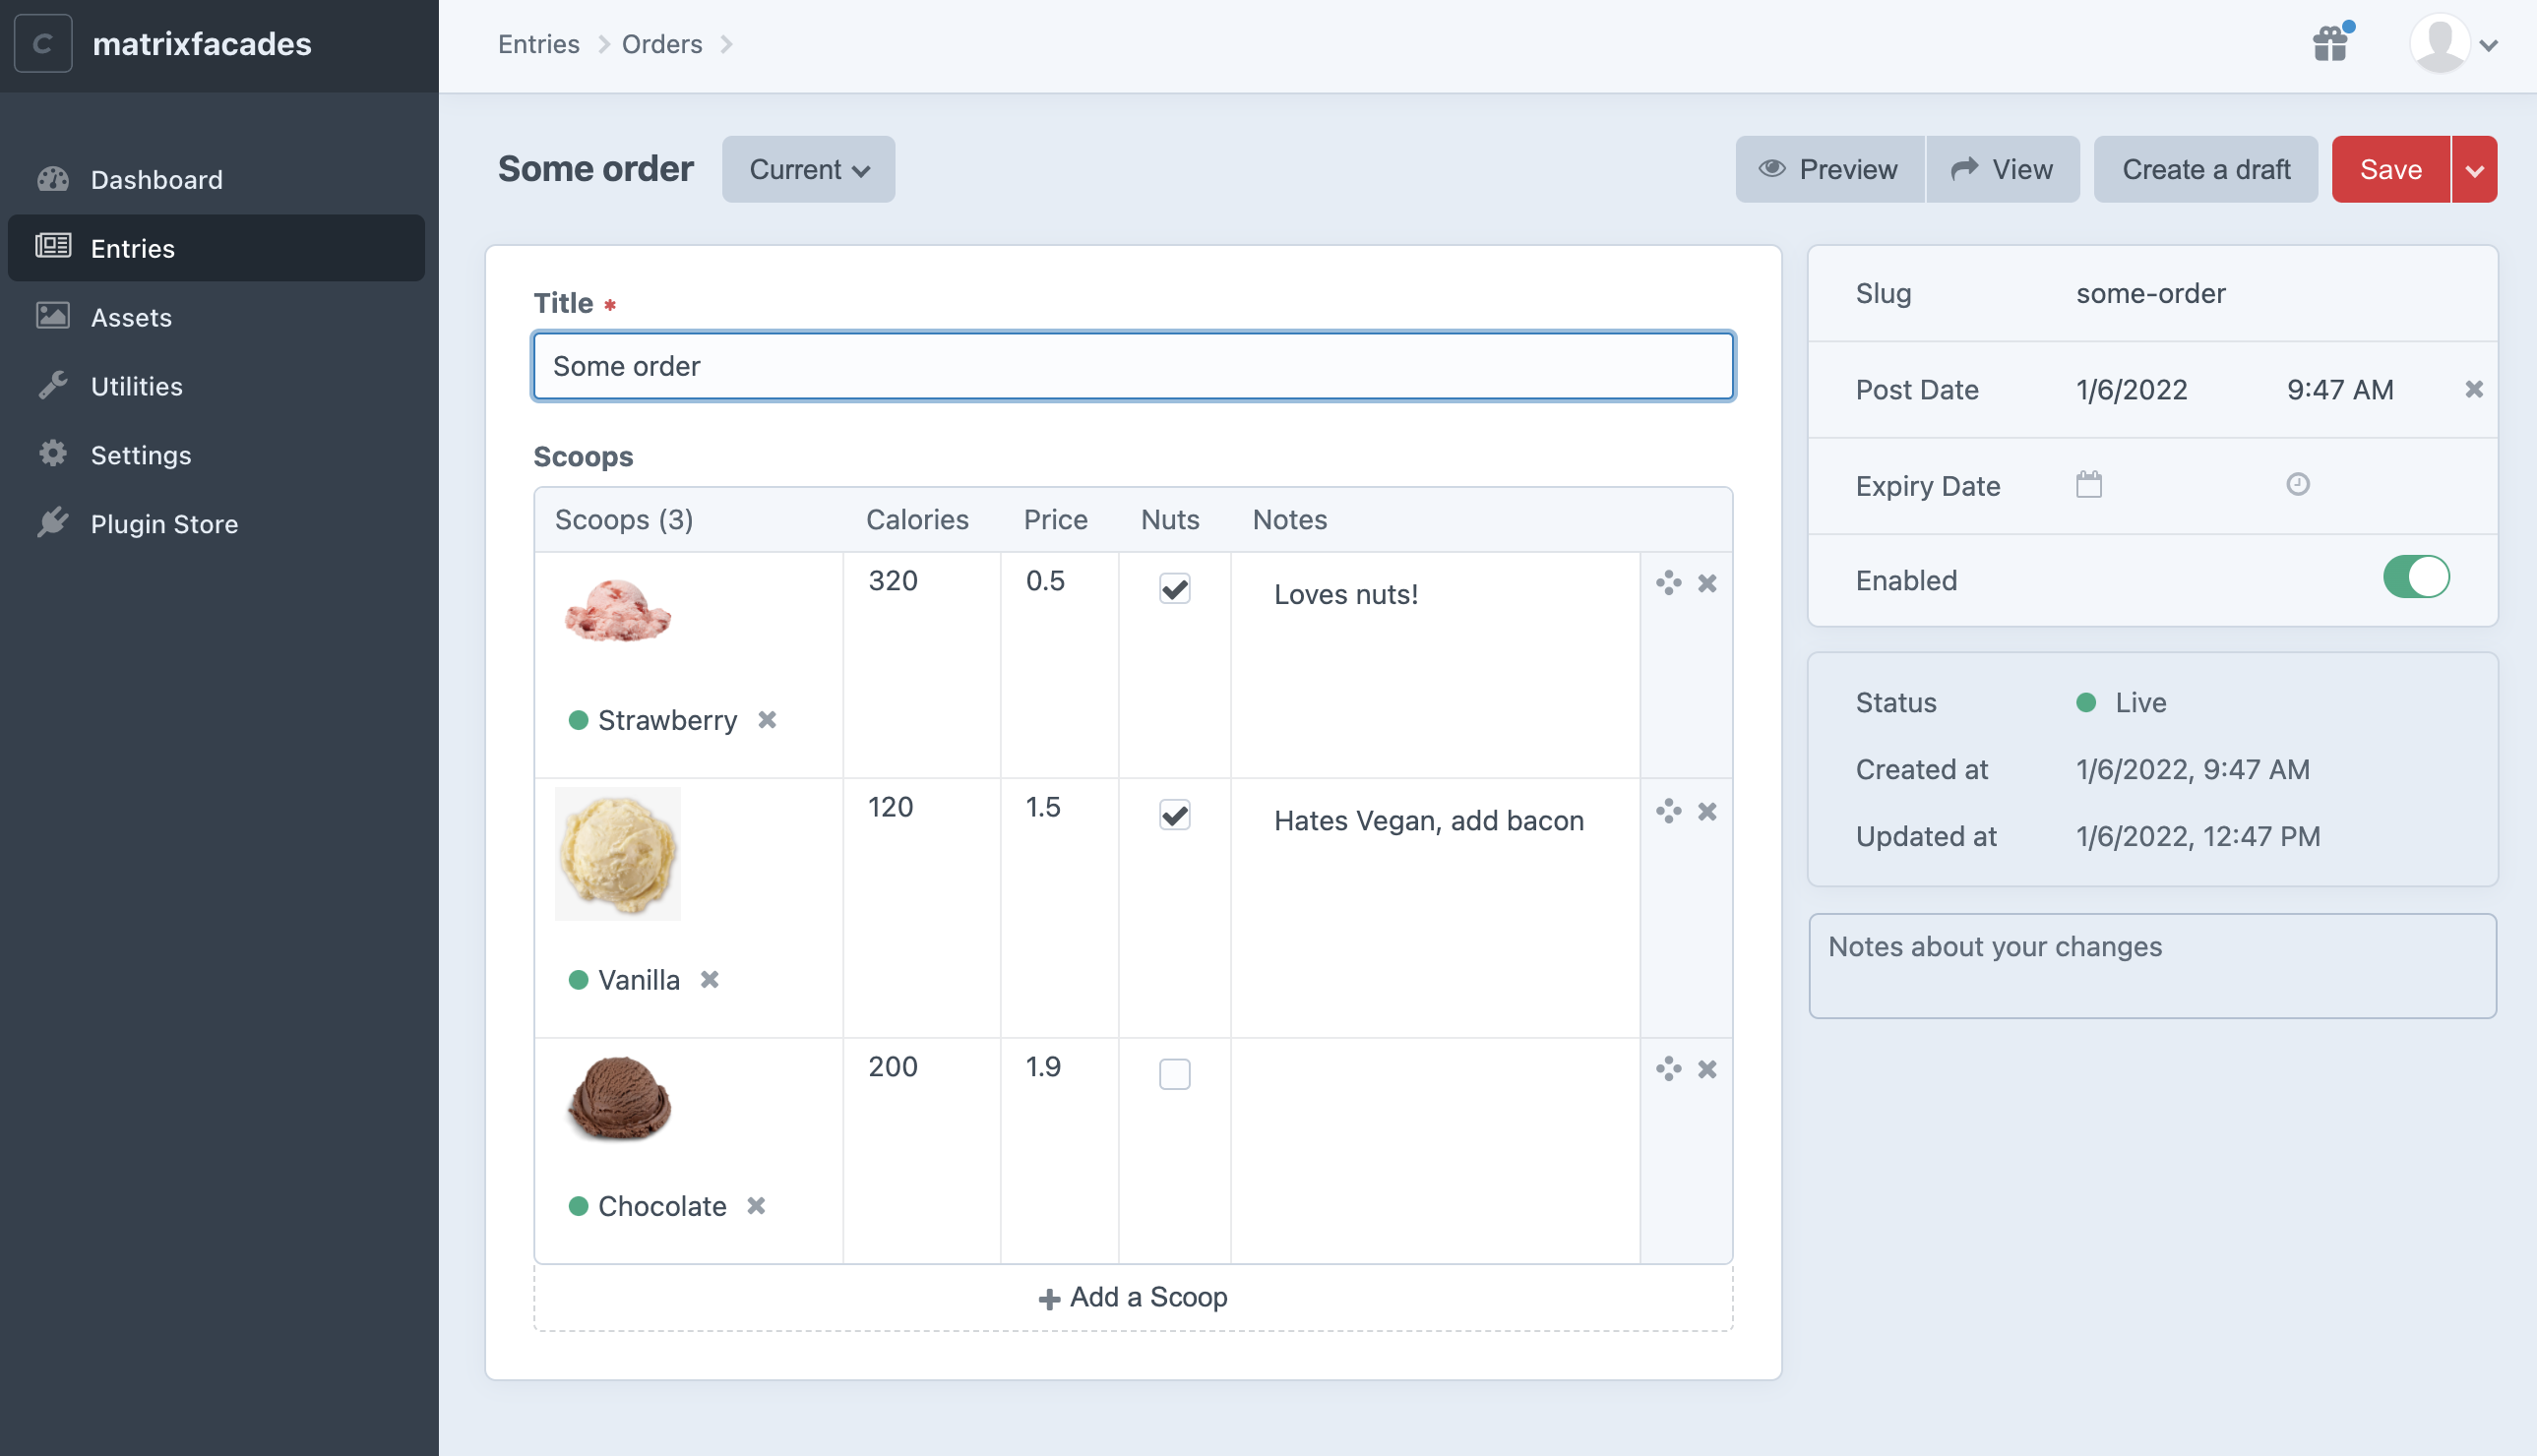 C
matrixfacades
Entries
Orders
Dashboard
Entries
Assets
Utilities
Settings
Plugin Store
Some order
Current
Preview
View
Create a draft
Save
Title *
Some order
Scoops
Scoops (3) Calories Price Nuts Notes
320 0.5 Loves nuts!
Strawberry
120 1.5 Hates Vegan, add bacon
Vanilla
200 1.9
Chocolate
Add a Scoop
Slug some-order
Post Date 1/6/2022 9:47 AM
Expiry Date
Enabled
Status Live
Created at 1/6/2022, 9:47 AM
Updated at 1/6/2022, 12:47 PM
Notes about your changes